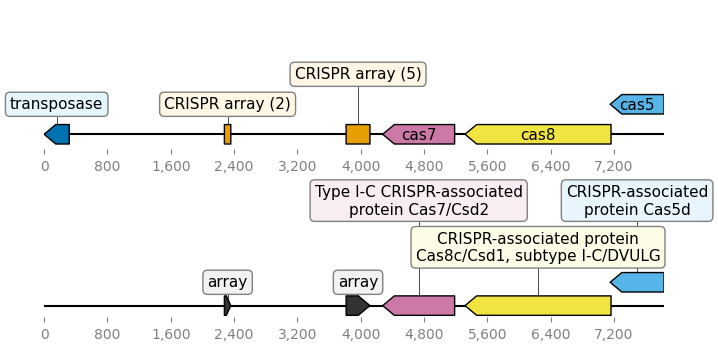 CRISPR array (5)
transposase CRISPR array (2) cas5
cas7 cas8
0 800 1,600 2,400 3,200 4,000 4,800 5,600 6,400 7,200
Type I-C CRISPR-associated
protein Cas7/Csd2
CRISPR-associated
protein Cas5d
CRISPR-associated protein
Cas8c/Csd1, subtype I-C/DVULG
array array
0 800 1,600 2,400 3,200 4,000 4,800 5,600 6,400 7,200